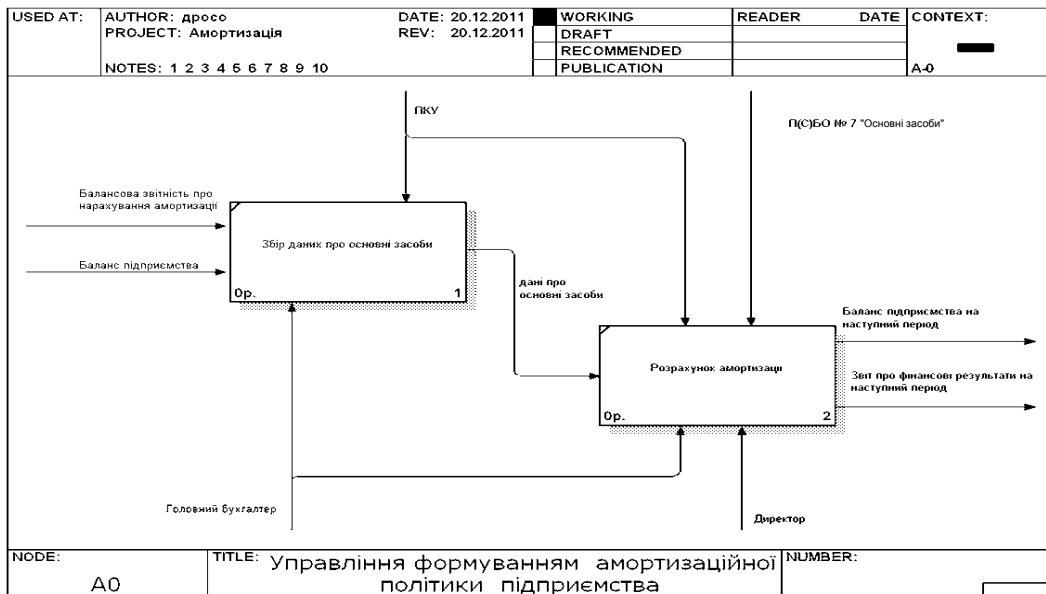 USED AT:
AUTHOR: дросо
DATE: 20.12.2011
PROJECT: Амортизація
REV: 20.12.2011
NOTES: 1 2 3 4 5 6 7 8 9 10
WORKING
DRAFT
RECOMMENDED
PUBLICATION
READER
DATE
CONTEXT:
A-0
ПКУ
П(С)БО № 7 "Основні засоби"
Балансова звітність про
нарахування амортизації
Баланс підприємства
Збір даних про основні засоби
0р.
1
дані про
основні засоби
Баланс підприємства на
наступний період
Розрахунок амортизації
Звіт про фінансові результати на
наступний період
0р.
2
Головний бухгалтер
Директор
NODE:
A0
TITLE:
Управління формуванням амортизаційної
політики підприємства
NUMBER: